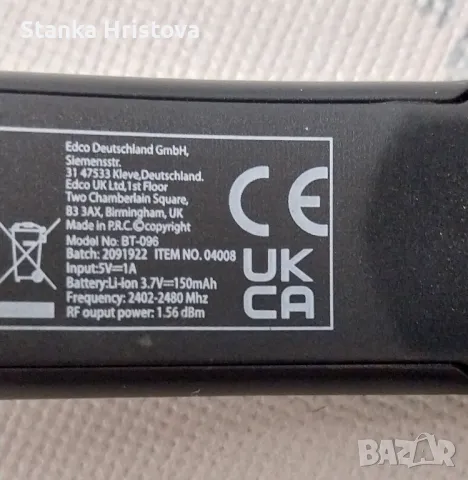 Stanka Hristova
Edco Deutschland GmbH,
Siemensstr.
31 47533 Kleve,Deutschland.
Edco UK Ltd,1st Floor
Two Chamberlain Square,
B3 3AX, Birmingham, UK
Made in P.R.C©copyright
Model No: BT-096
Batch: 2091922 ITEM NO. 04008
Input:5V⎓1A
Battery:Li-ion 3.7V⎓150mAh
Frequency: 2402-2480 Mhz
RF ouput power: 1.56 dBm
CE
UK
CA
BAZAR